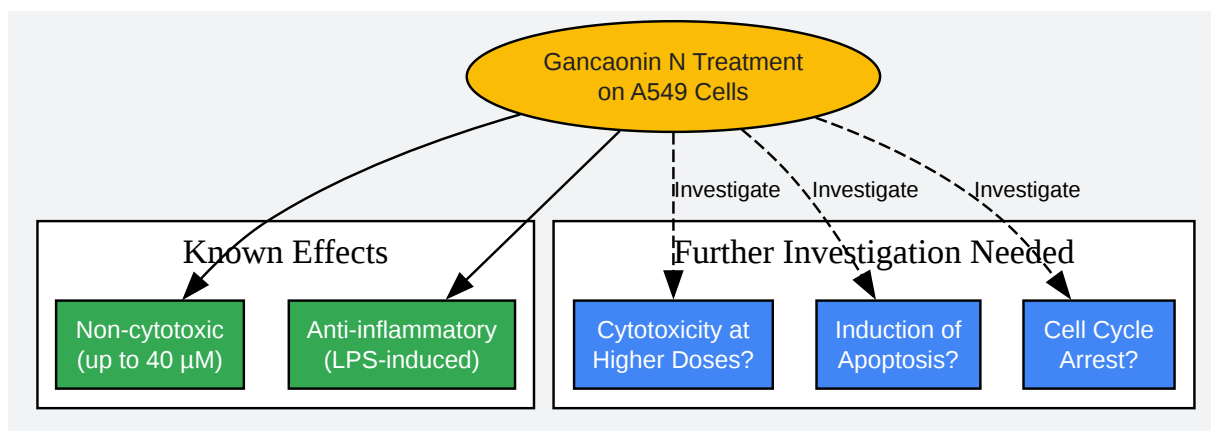 Gancaonin N Treatment
on A549 Cells
Investigate
Investigate
Investigate
Known Effects
Further Investigation Needed
Non-cytotoxic
(up to 40 µM)
Anti-inflammatory
(LPS-induced)
Cytotoxicity at
Higher Doses?
Induction of
Apoptosis?
Cell Cycle
Arrest?